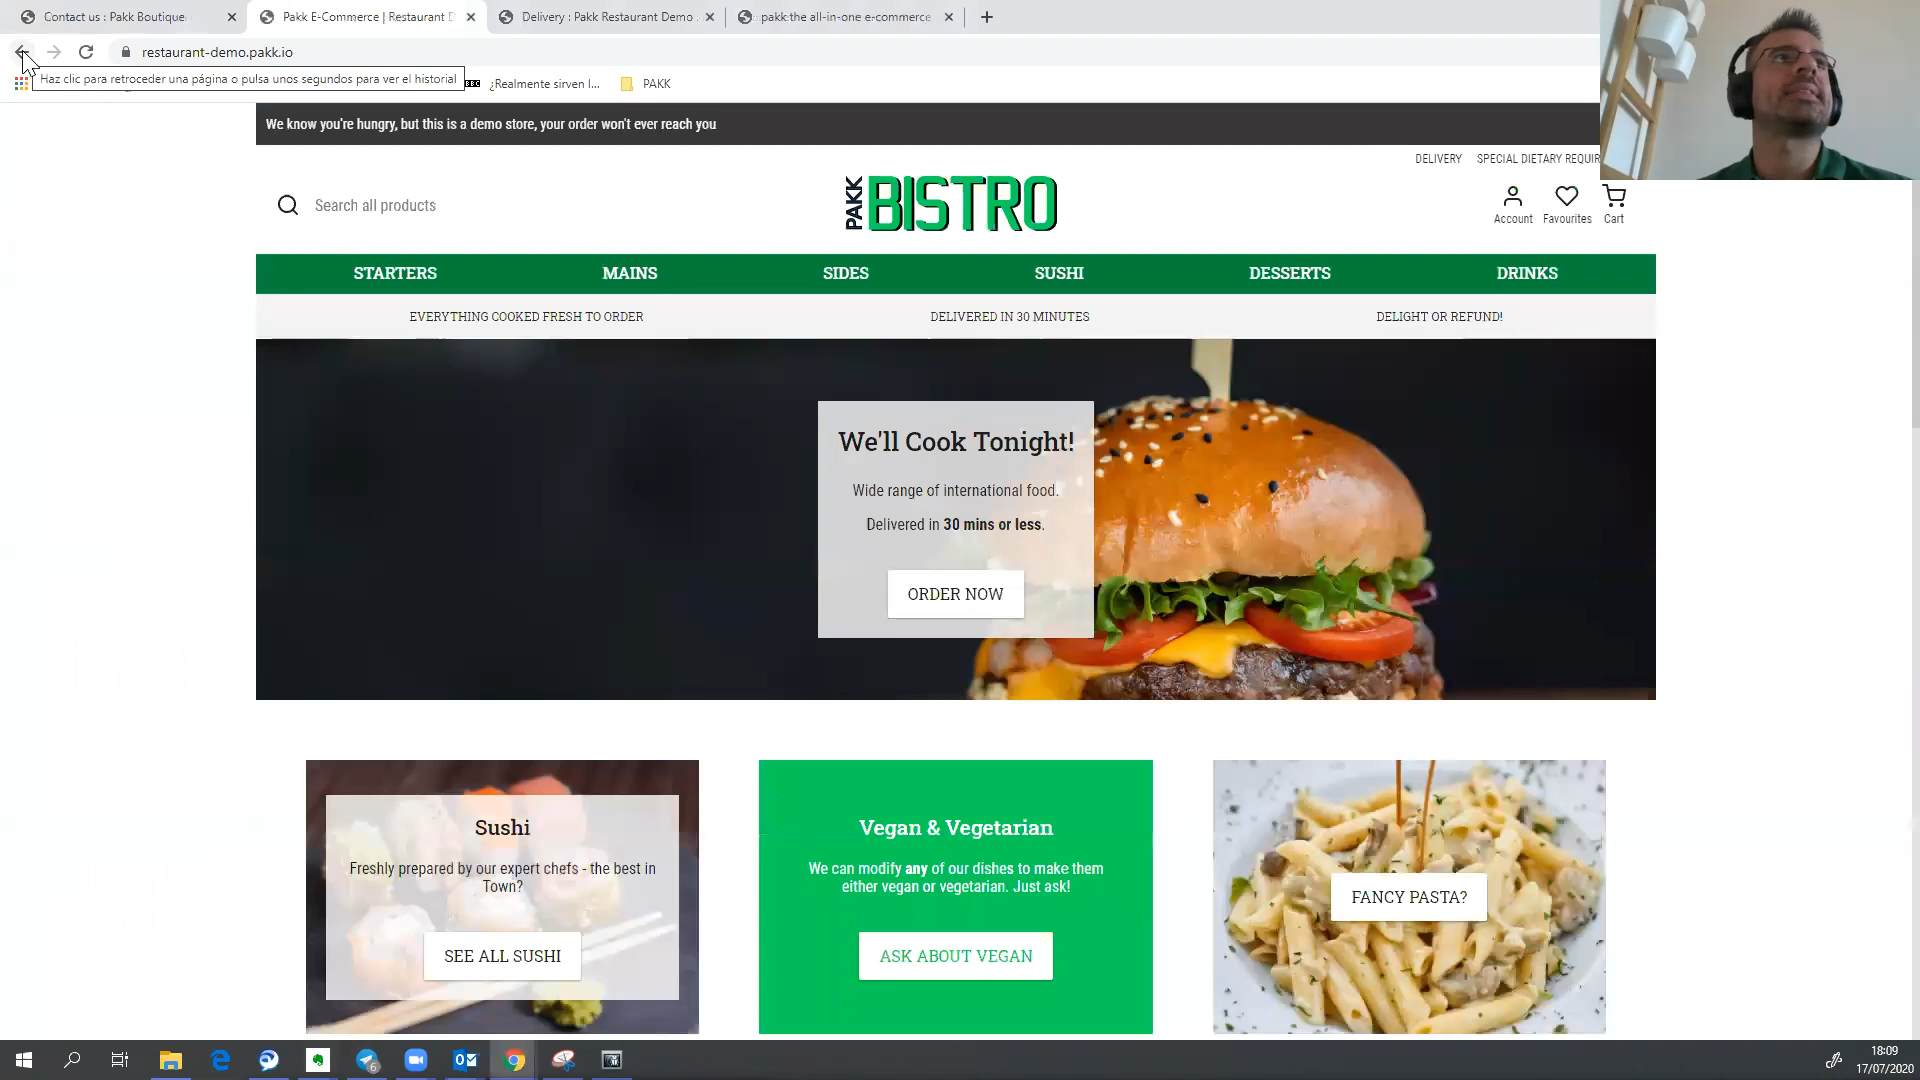 Contact us : Pakk Boutique
Pakk E-Commerce | Restaurant D
Delivery : Pakk Restaurant Demo
pakk:the all-in-one e-commerce
restaurant-demo.pakk.io
Haz clic para retroceder una página o pulsa unos segundos para ver el historial
BBC
¿Realmente sirven l...
PAKK
We know you're hungry, but this is a demo store, your order won't ever reach you
DELIVERY SPECIAL DIETARY REQUIR
Search all products
PAKK BISTRO
Account Favourites Cart
STARTERS MAINS SIDES SUSHI DESSERTS DRINKS
EVERYTHING COOKED FRESH TO ORDER DELIVERED IN 30 MINUTES DELIGHT OR REFUND!
We'll Cook Tonight!
Wide range of international food.
Delivered in 30 mins or less.
ORDER NOW
Sushi
Freshly prepared by our expert chefs - the best in
Town?
SEE ALL SUSHI
Vegan & Vegetarian
We can modify any of our dishes to make them
either vegan or vegetarian. Just ask!
ASK ABOUT VEGAN
FANCY PASTA?
6
18:09
17/07/2020